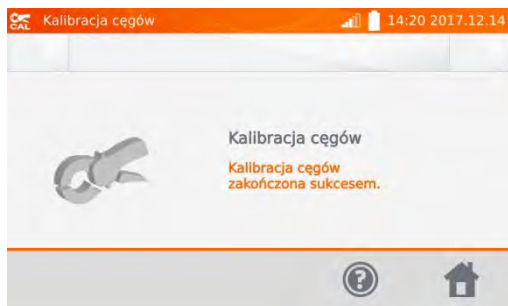 CAL Kalibracja cęgów 14:20 2017.12.14
Kalibracja cęgów
Kalibracja cęgów
zakończona sukcesem.
?